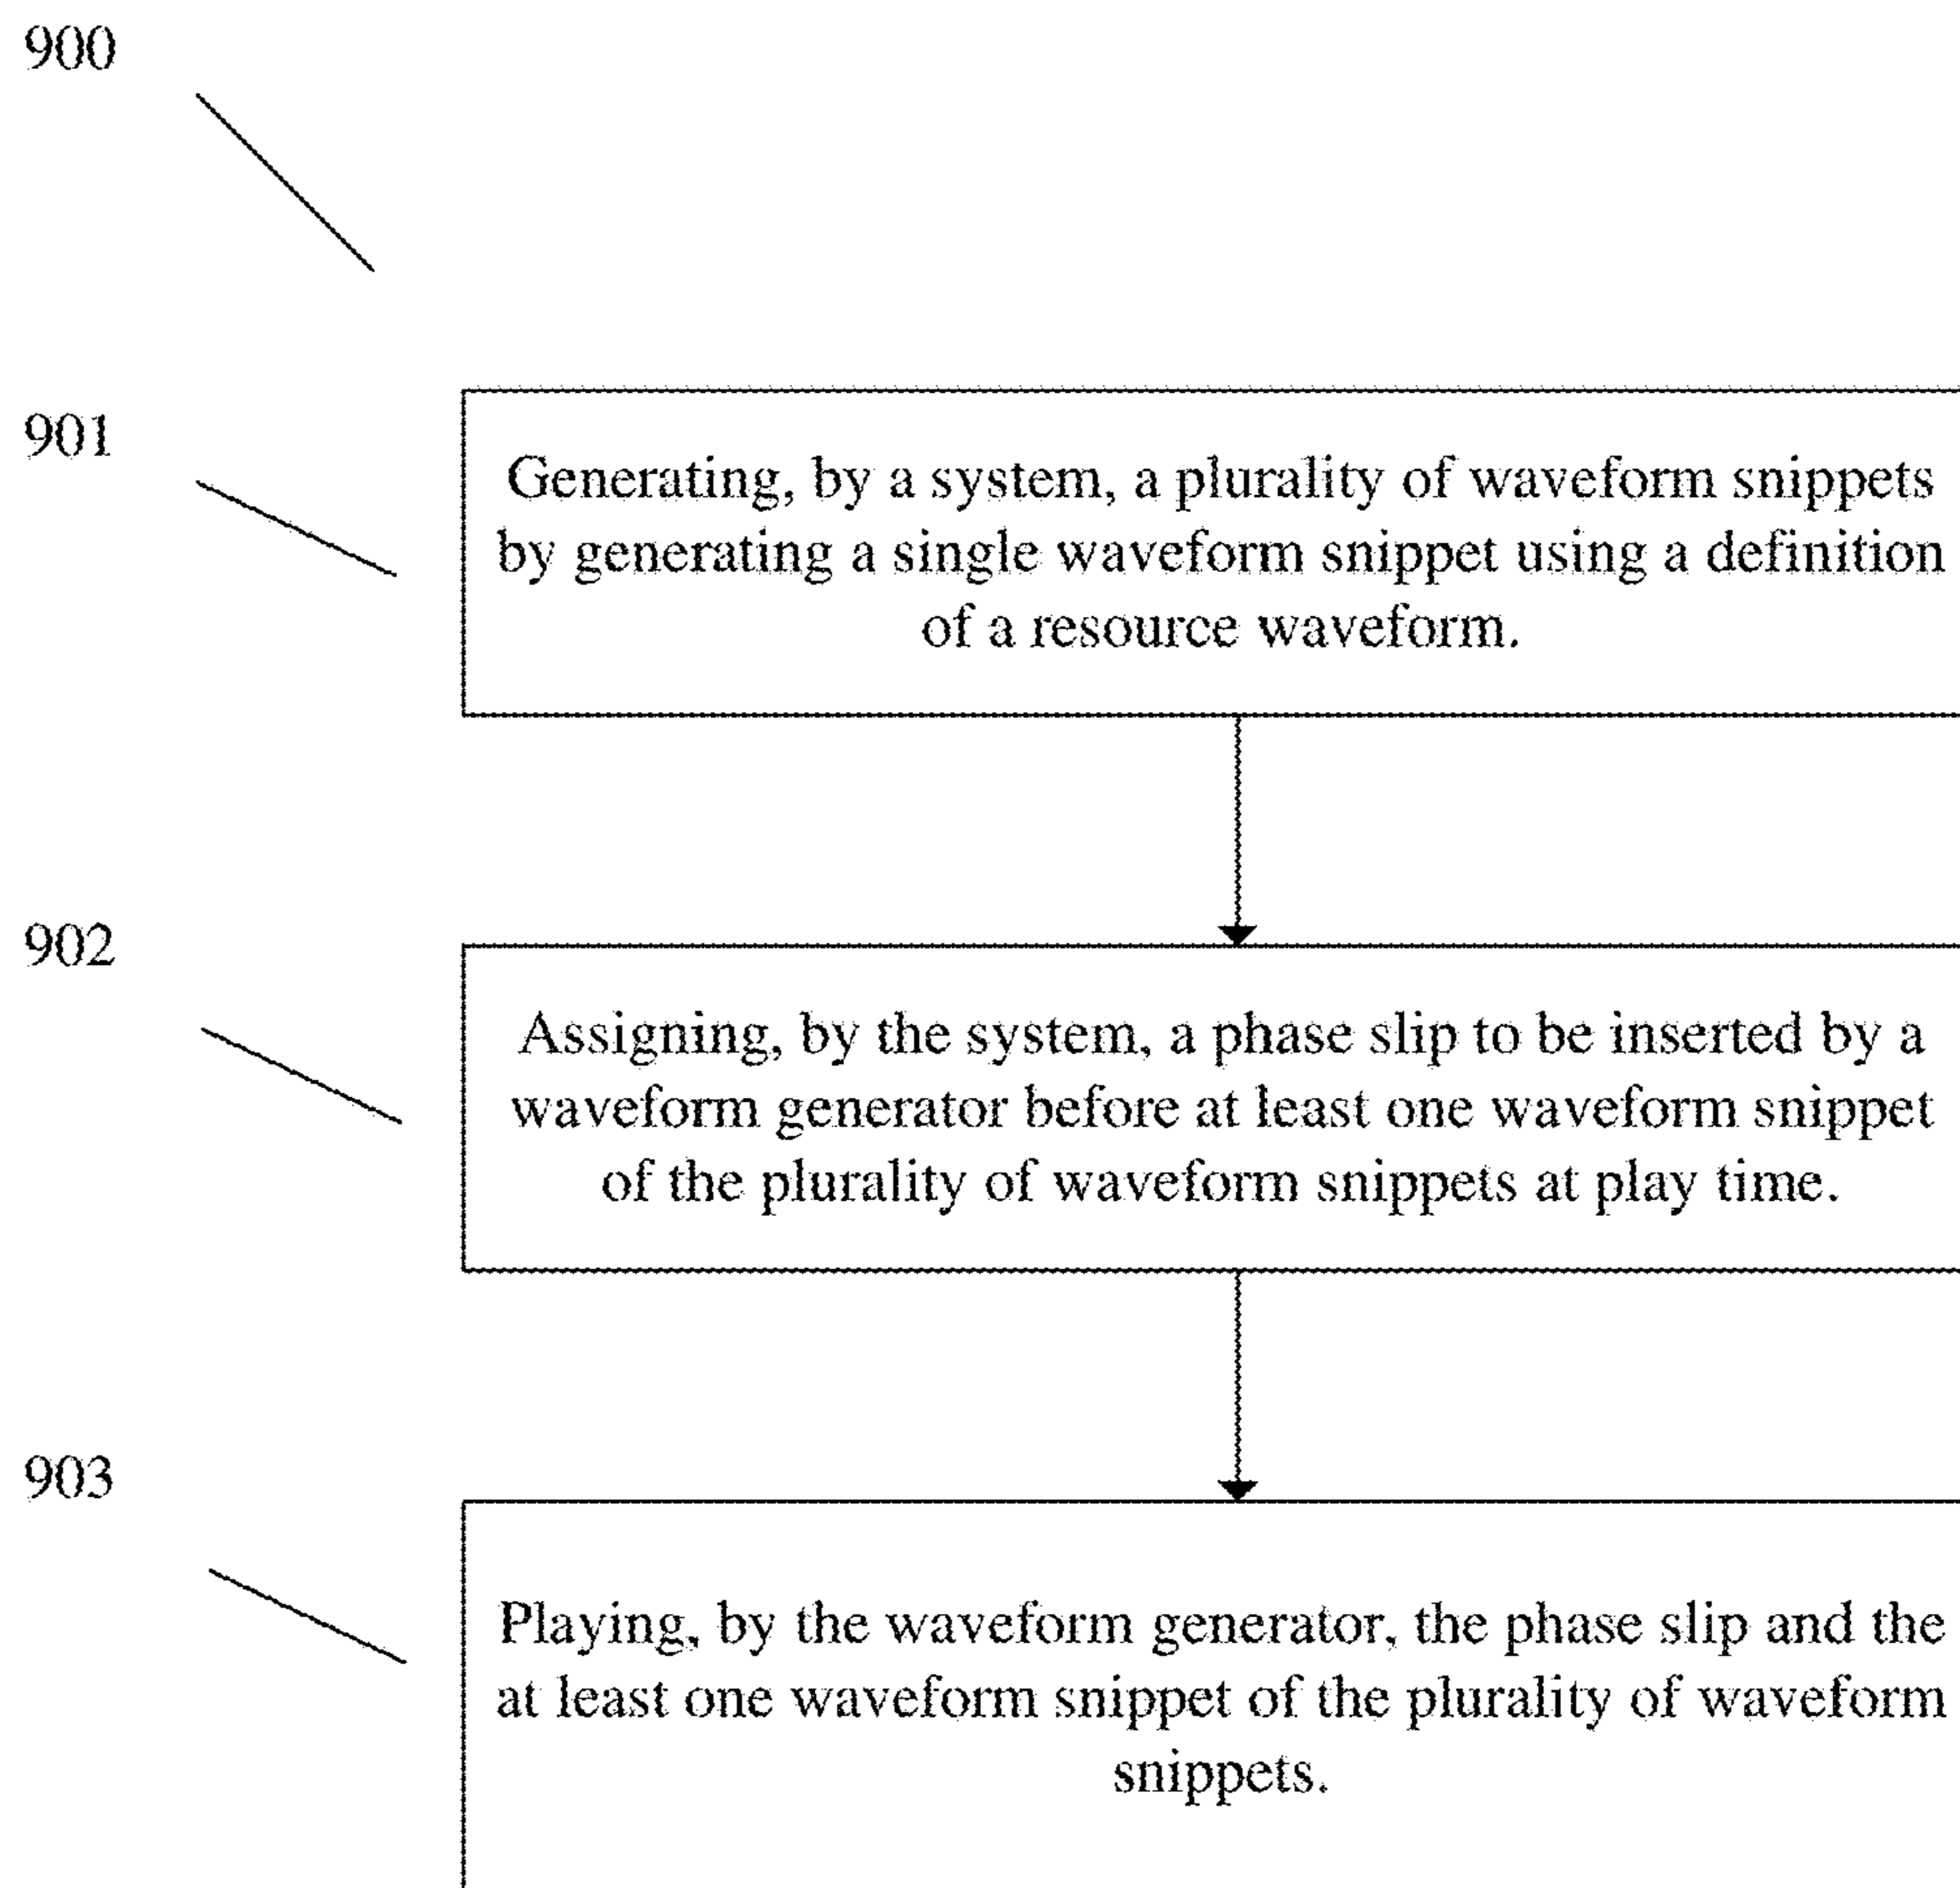 900
901
Generating, by a system, a plurality of waveform snippets
by generating a single waveform snippet using a definition
of a resource waveform.
902
Assigning, by the system, a phase slip to be inserted by a
waveform generator before at least one waveform snippet
of the plurality of waveform snippets at play time.
903
Playing, by the waveform generator, the phase slip and the
at least one waveform snippet of the plurality of waveform
snippets.